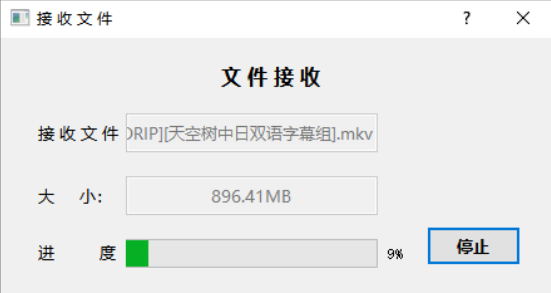 接收文件 ?
文件接收
接收文件 DRIP][天空树中日双语字幕组].mkv
大 小: 896.41MB
进 度 9% 停止